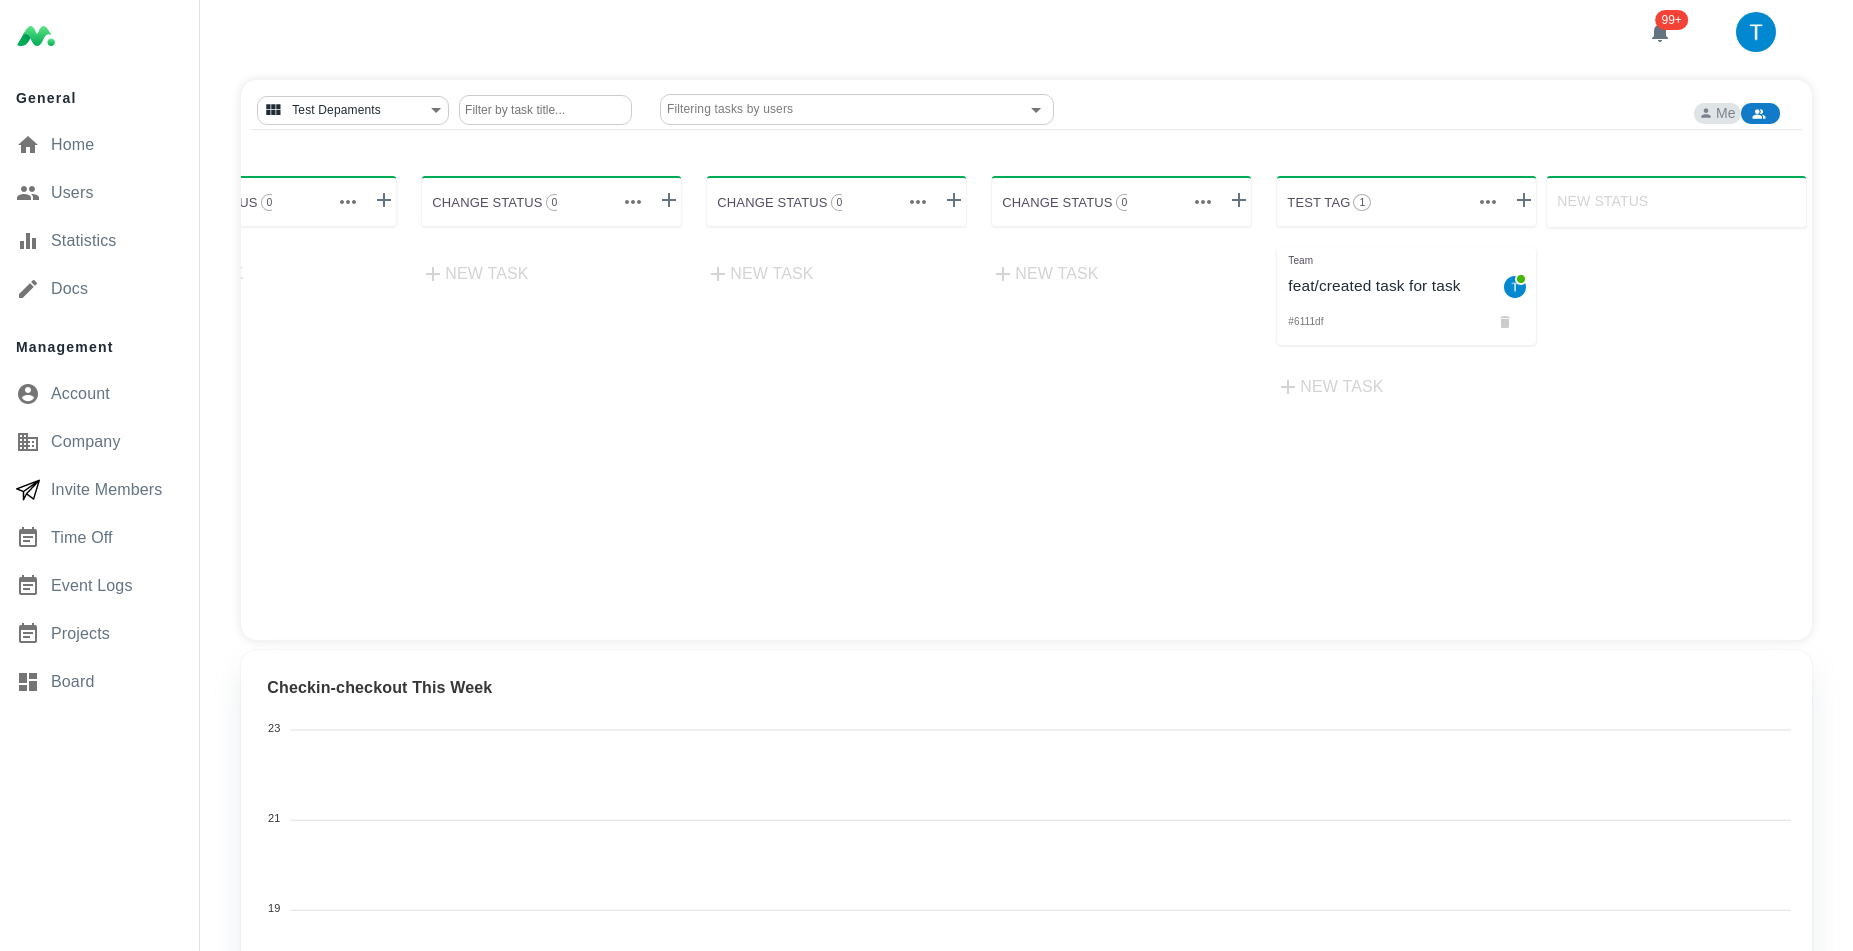 99+
T
General
Home
Users
Statistics
Docs
Management
Account
Company
Invite Members
Time Off
Event Logs
Projects
Board
Test Depaments
Filter by task title...
Filtering tasks by users
Me
US 0
CHANGE STATUS 0
CHANGE STATUS 0
CHANGE STATUS 0
TEST TAG 1
NEW STATUS
NEW TASK
NEW TASK
NEW TASK
Team
feat/created task for task
T
#6111df
NEW TASK
Checkin-checkout This Week
23
21
19